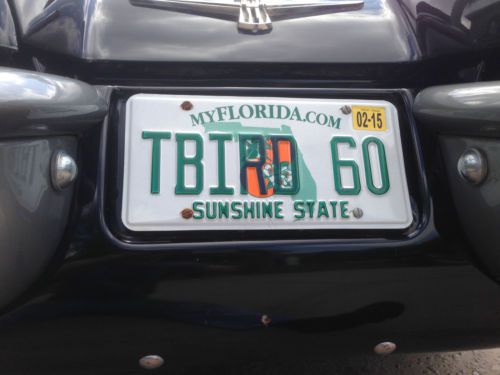 MYFLORIDA.COM
02-15
TBIRD 60
SUNSHINE STATE